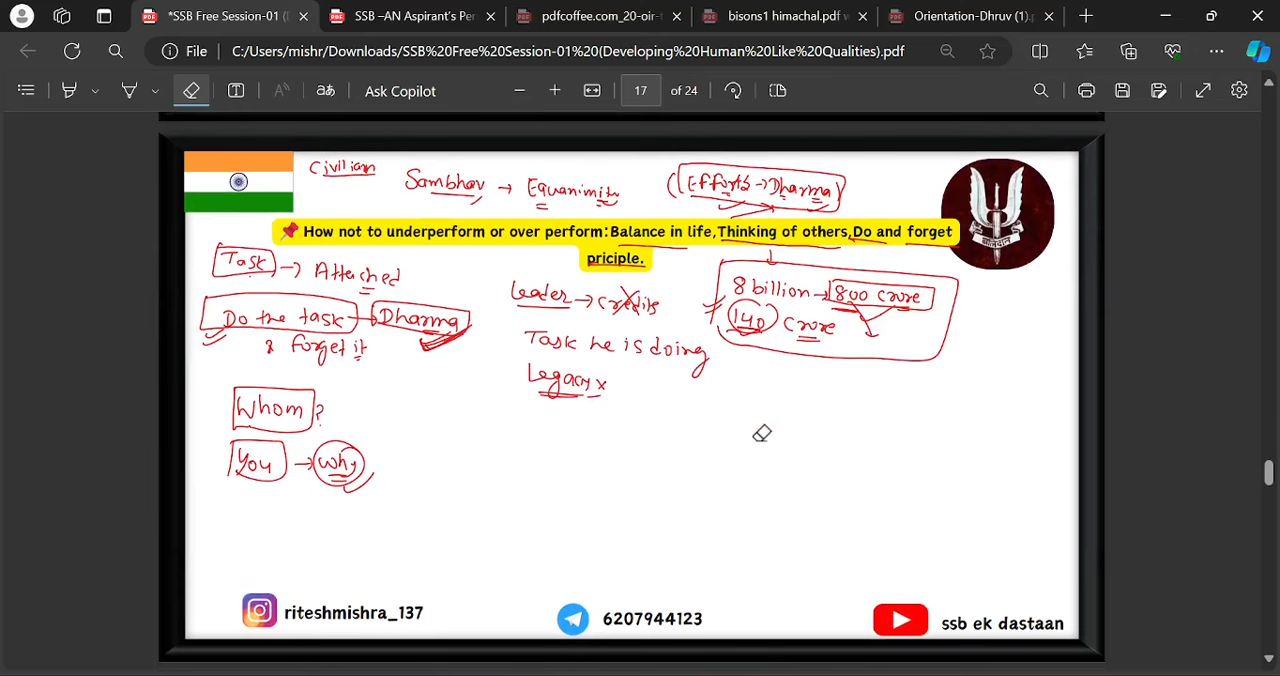 *SSB Free Session-01 (I
SSB –AN Aspirant's Per
pdfcoffee.com_20-oir-t
bisons1 himachal.pdf w
Orientation-Dhruv (1).p
File
C:/Users/mishr/Downloads/SSB%20Free%20Session-01%20(Developing%20Human%20Like%20Qualities).pdf
Ask Copilot
17 of 24
Civilian
Sambhav → Equanimity (Efforts → Dharma)
📌 How not to underperform or over perform:Balance in life,Thinking of others,Do and forget
priciple.
Task → Attached
Do the task → Dharma
& forget it
Whom?
You → Why
Leader → credits
Task he is doing
Legacy x
8 billion → 800 crore
140 crore
riteshmishra_137
6207944123
ssb ek dastaan